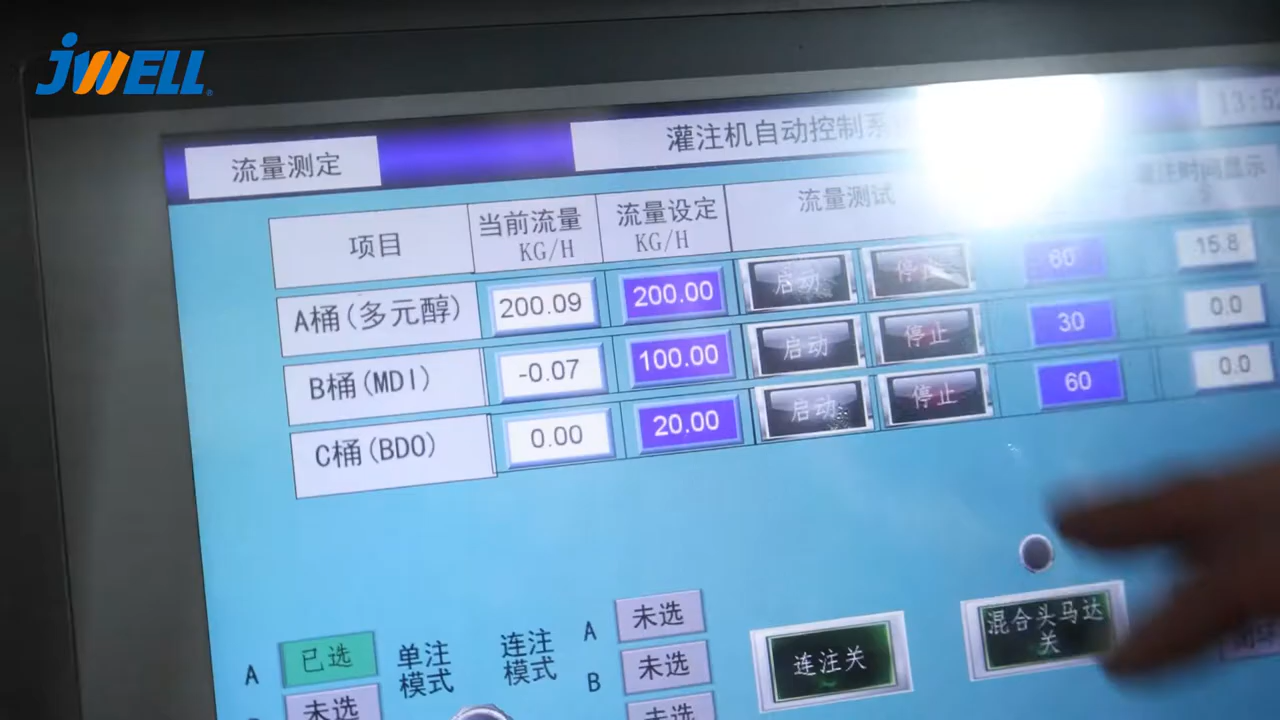 JWELL
流量测定
灌注机自动控制系
13:5
项目
当前流量
KG/H
流量设定
KG/H
流量测试
灌注时间显示
A桶(多元醇)
200.09
200.00
启动
停止
60
15.8
B桶(MDI)
-0.07
100.00
启动
停止
30
0.0
C桶(BDO)
0.00
20.00
启动
停止
60
0.0
A
已选
未选
单注
模式
连注
模式
A
未选
B
未选
未选
连注关
混合头马达
关